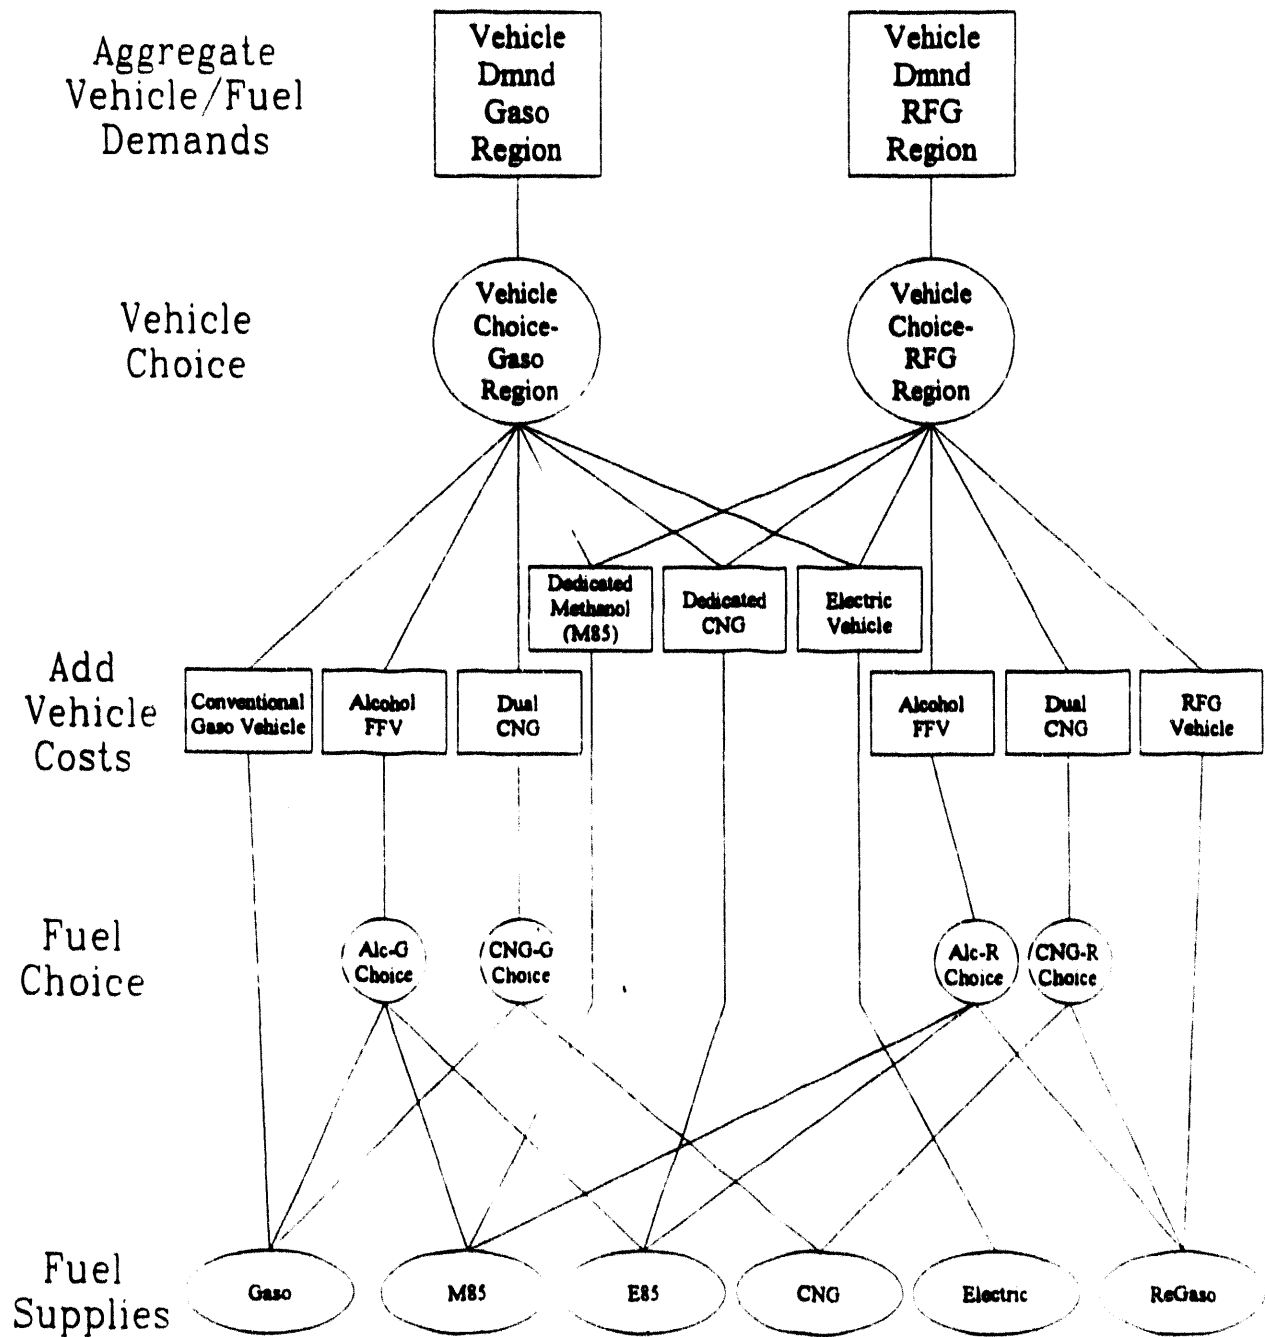 Aggregate
Vehicle/Fuel
Demands
Vehicle
Dmnd
Gaso
Region
Vehicle
Dmnd
RFG
Region
Vehicle
Choice
Vehicle
Choice-
Gaso
Region
Vehicle
Choice-
RFG
Region
Dedicated
Methanol
(M85)
Dedicated
CNG
Electric
Vehicle
Add
Vehicle
Costs
Conventional
Gaso Vehicle
Alcohol
FFV
Dual
CNG
Alcohol
FFV
Dual
CNG
RFG
Vehicle
Fuel
Choice
Alc-G
Choice
CNG-G
Choice
Alc-R
Choice
CNG-R
Choice
Fuel
Supplies
Gaso
M85
E85
CNG
Electric
ReGaso